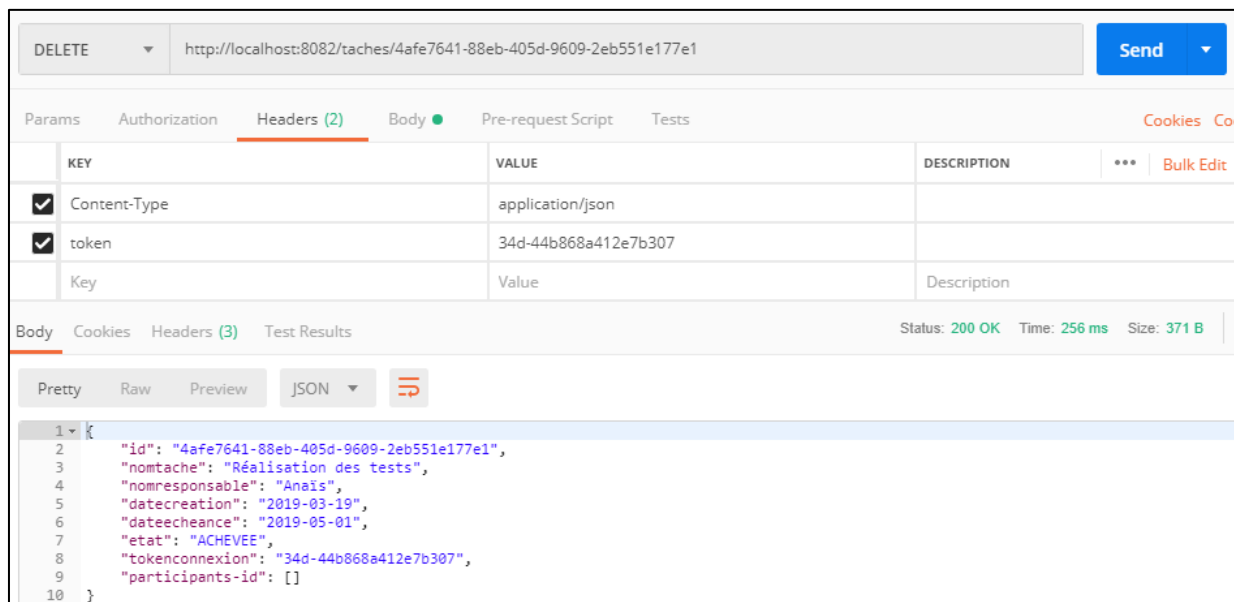 DELETE http://localhost:8082/taches/4afe7641-88eb-405d-9609-2eb551e177e1 Send
Params Authorization Headers (2) Body Pre-request Script Tests Cookies Co
KEY VALUE DESCRIPTION ••• Bulk Edit
Content-Type application/json
token 34d-44b868a412e7b307
Key Value Description
Body Cookies Headers (3) Test Results Status: 200 OK Time: 256 ms Size: 371 B
Pretty Raw Preview JSON
1 {
2 "id": "4afe7641-88eb-405d-9609-2eb551e177e1",
3 "nomtache": "Réalisation des tests",
4 "nomresponsable": "Anaïs",
5 "datecreation": "2019-03-19",
6 "dateecheance": "2019-05-01",
7 "etat": "ACHEVEE",
8 "tokenconnexion": "34d-44b868a412e7b307",
9 "participants-id": []
10 }